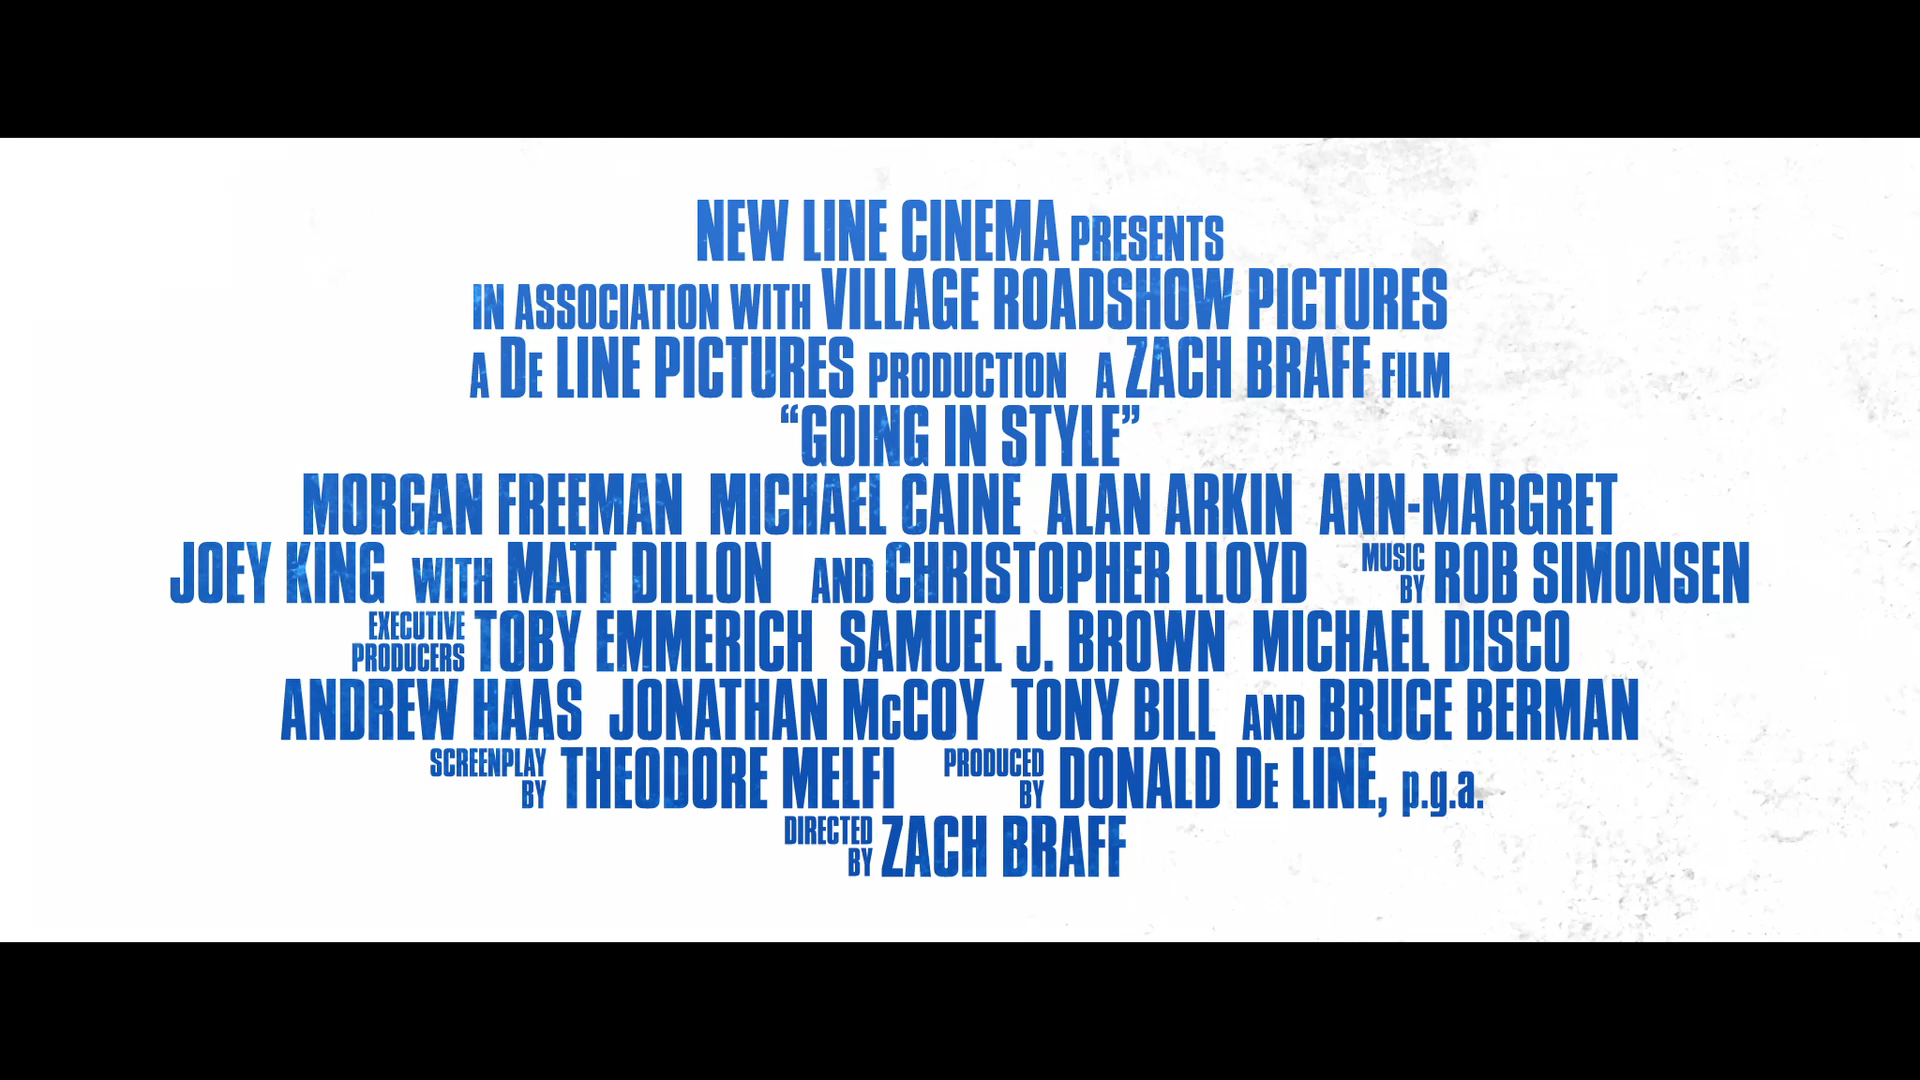 NEW LINE CINEMA PRESENTS
IN ASSOCIATION WITH VILLAGE ROADSHOW PICTURES
A De LINE PICTURES PRODUCTION A ZACH BRAFF FILM
“GOING IN STYLE”
MORGAN FREEMAN MICHAEL CAINE ALAN ARKIN ANN-MARGRET
JOEY KING WITH MATT DILLON AND CHRISTOPHER LLOYD MUSIC BY ROB SIMONSEN
EXECUTIVE PRODUCERS TOBY EMMERICH SAMUEL J. BROWN MICHAEL DISCO
ANDREW HAAS JONATHAN McCOY TONY BILL AND BRUCE BERMAN
SCREENPLAY BY THEODORE MELFI PRODUCED BY DONALD De LINE, p.g.a.
DIRECTED BY ZACH BRAFF